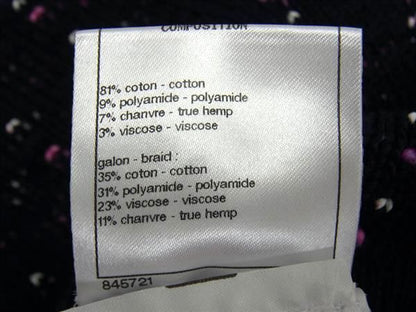 COMPOSITION
81% coton - cotton
9% polyamide - polyamide
7% chanvre - true hemp
3% viscose - viscose
galon - braid :
35% coton - cotton
31% polyamide - polyamide
23% viscose - viscose
11% chanvre - true hemp
845721